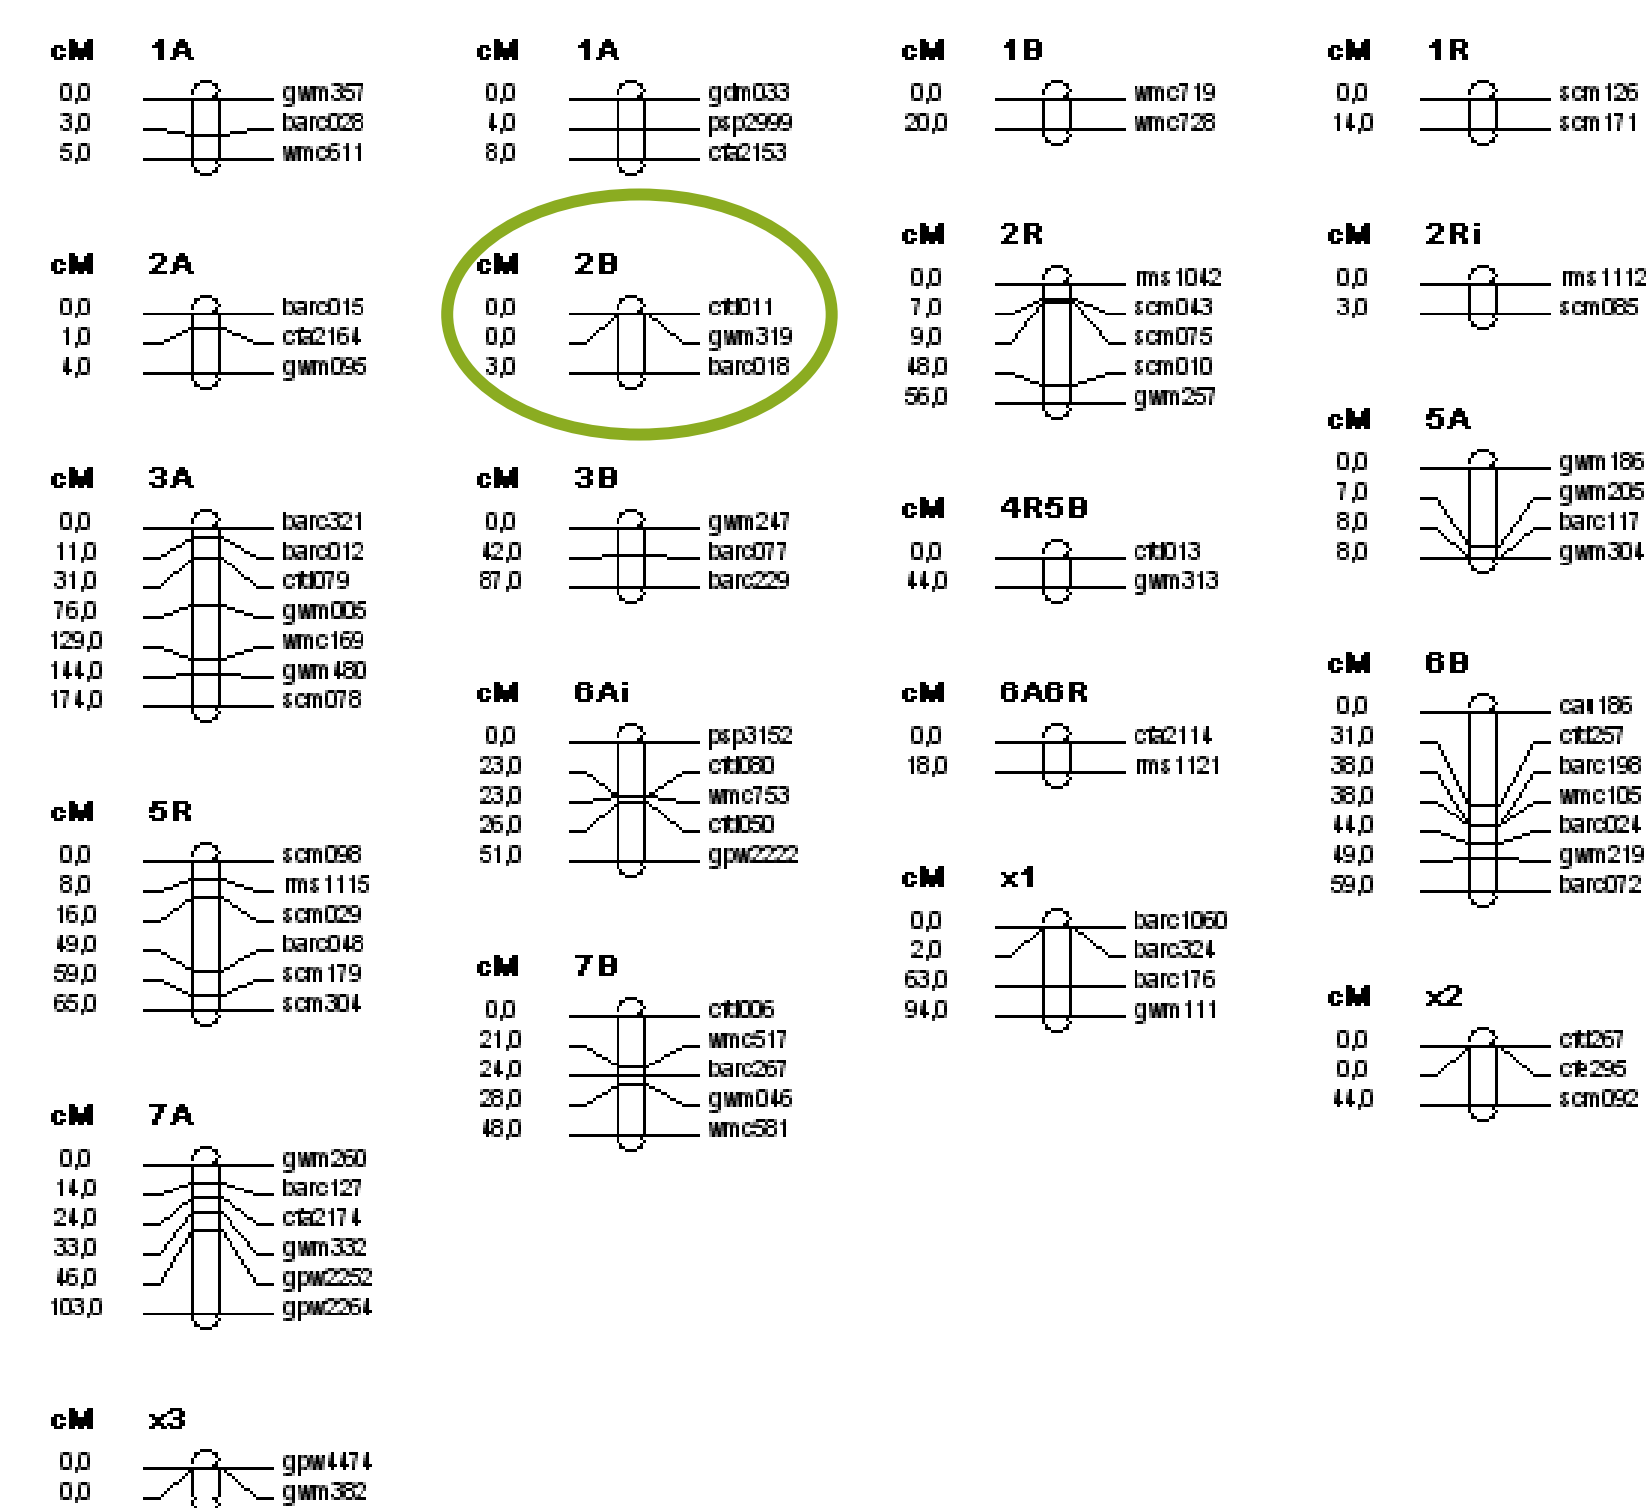 cM 1A
0,0 gwm357
3,0 barc028
5,0 wmc611
cM 2A
0,0 barc015
1,0 cfa2164
4,0 gwm095
cM 3A
0,0 barc321
11,0 barc012
31,0 cfd079
76,0 gwm005
129,0 wmc169
144,0 gwm480
174,0 scm078
cM 5R
0,0 scm098
8,0 rms1115
16,0 scm029
49,0 barc048
59,0 scm179
65,0 scm304
cM 7A
0,0 gwm260
14,0 barc127
24,0 cfa2174
33,0 gwm332
46,0 gpw2252
103,0 gpw2264
cM x3
0,0 gpw4474
0,0 gwm382
cM 1A
0,0 gdm033
4,0 psp2999
8,0 cfa2153
cM 2B
0,0 cfd011
0,0 gwm319
3,0 barc018
cM 3B
0,0 gwm247
42,0 barc077
87,0 barc229
cM 6Ai
0,0 psp3152
23,0 cfd080
23,0 wmc753
26,0 cfd050
51,0 gpw2222
cM 7B
0,0 cfd006
21,0 wmc517
24,0 barc267
28,0 gwm046
48,0 wmc581
cM 1B
0,0 wmc719
20,0 wmc728
cM 2R
0,0 rms1042
7,0 scm043
9,0 scm075
48,0 scm010
56,0 gwm257
cM 4R5B
0,0 cfd013
44,0 gwm313
cM 6A6R
0,0 cfa2114
18,0 rms1121
cM x1
0,0 barc1060
2,0 barc324
63,0 barc176
94,0 gwm111
cM 1R
0,0 scm126
14,0 scm171
cM 2Ri
0,0 rms1112
3,0 scm085
cM 5A
0,0 gwm186
7,0 gwm205
8,0 barc117
8,0 gwm304
cM 6B
0,0 cau186
31,0 cfd257
38,0 barc198
38,0 wmc105
44,0 barc024
49,0 gwm219
59,0 barc072
cM x2
0,0 cfd267
0,0 cfe295
44,0 scm092